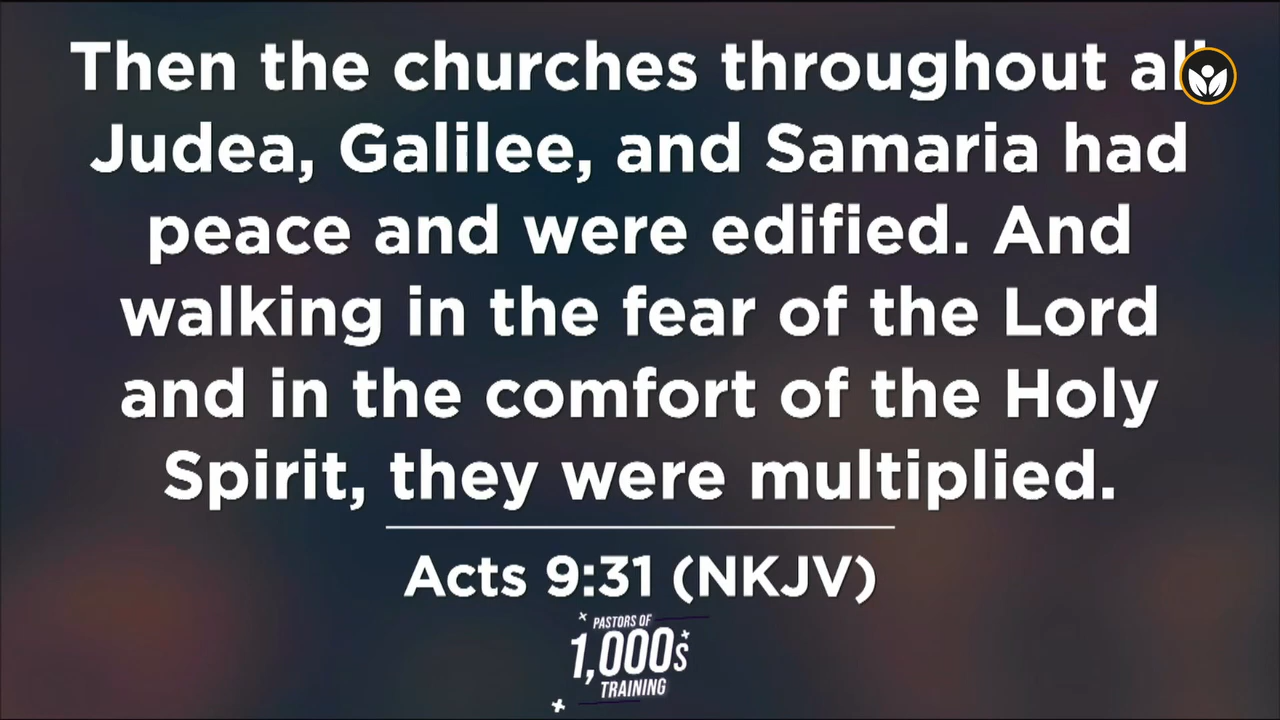 Then the churches throughout all
Judea, Galilee, and Samaria had
peace and were edified. And
walking in the fear of the Lord
and in the comfort of the Holy
Spirit, they were multiplied.
Acts 9:31 (NKJV)
PASTORS OF
1,000s
TRAINING